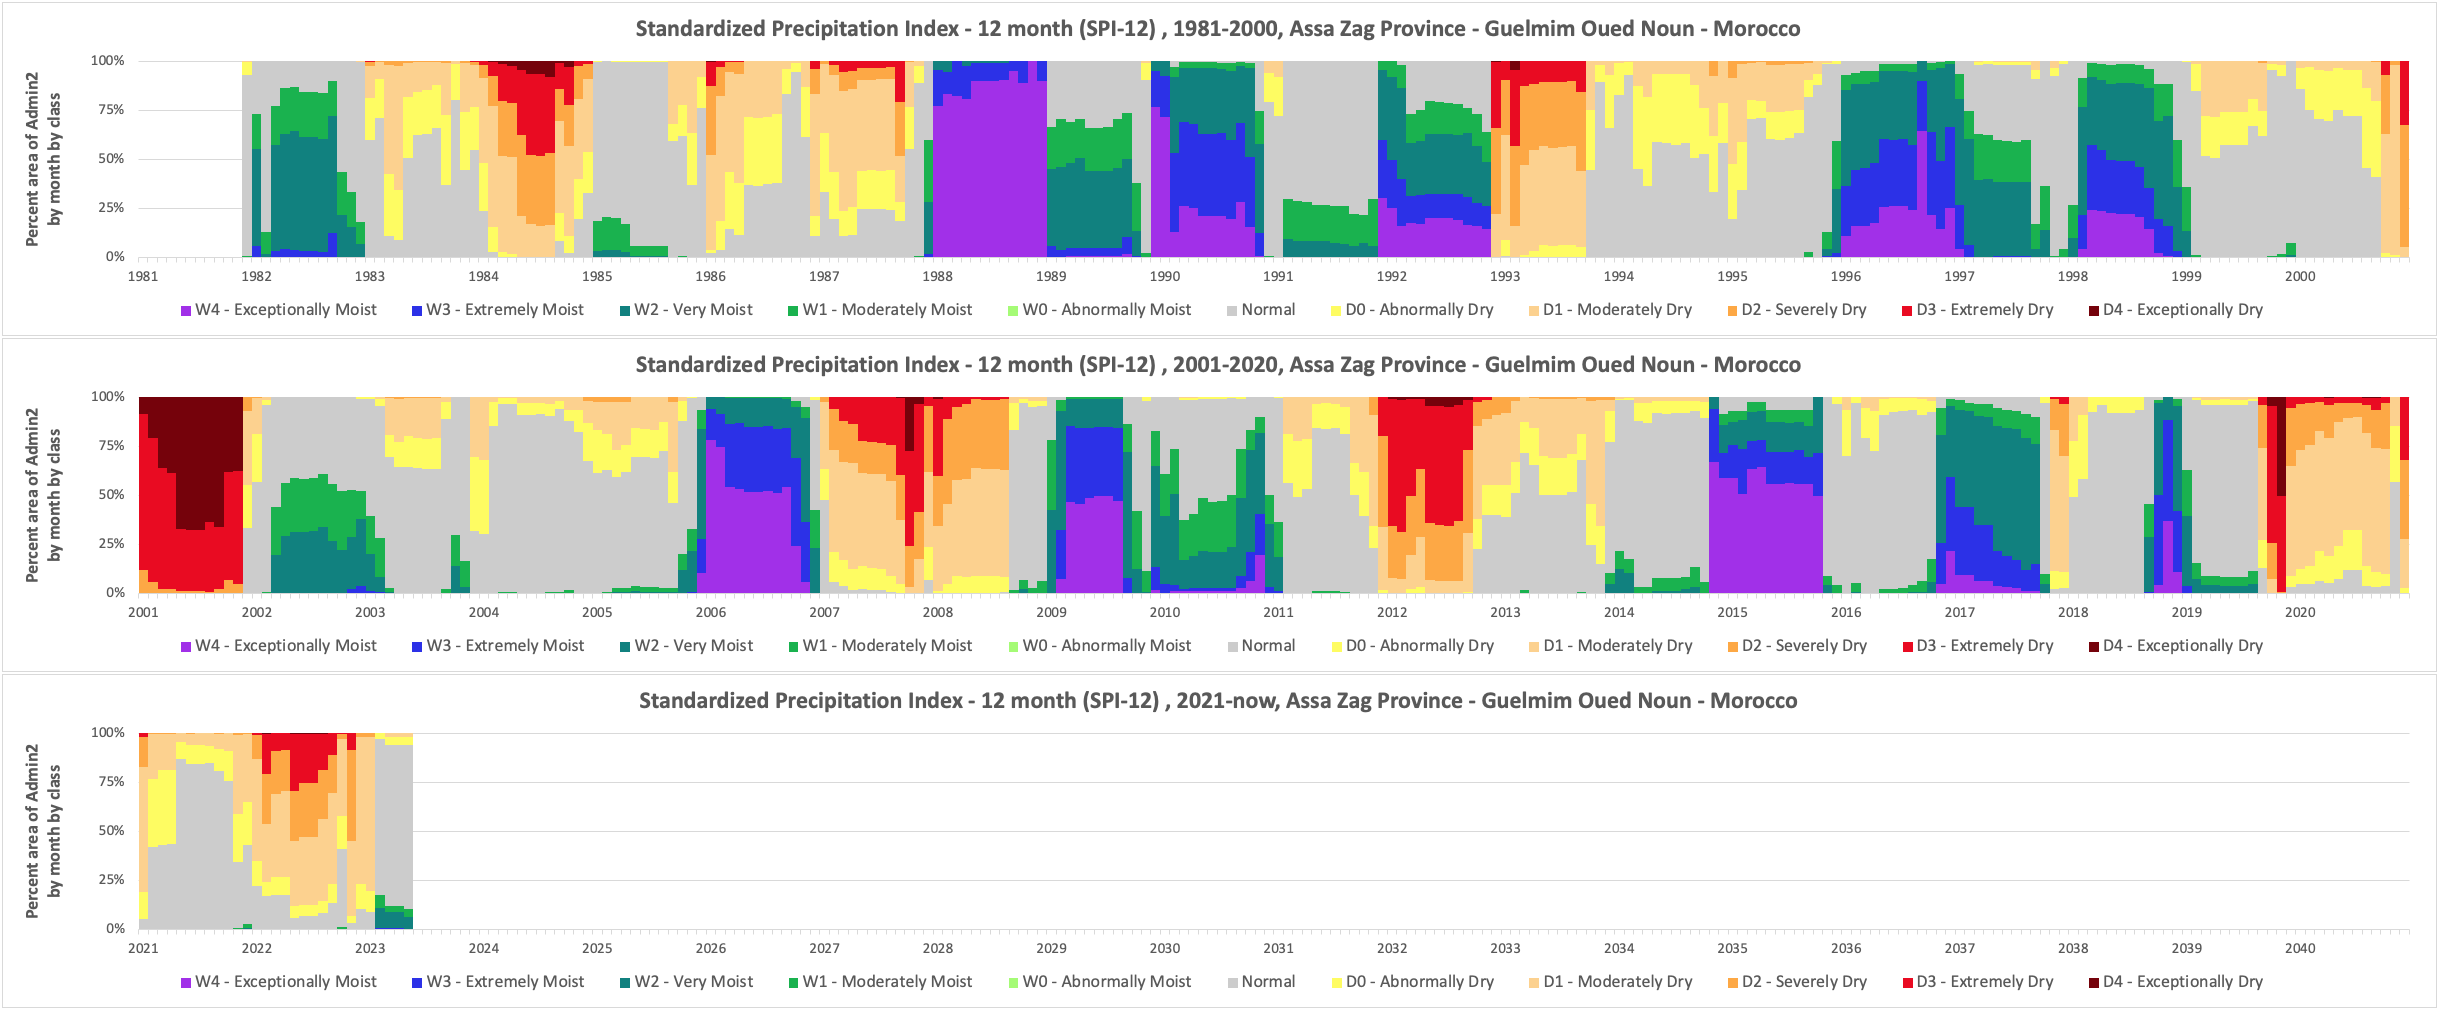 Standardized Precipitation Index - 12 month (SPI-12) , 1981-2000, Assa Zag Province - Guelmim Oued Noun - Morocco
Percent area of Admin2
by month by class
100%
75%
50%
25%
0%
1981 1982 1983 1984 1985 1986 1987 1988 1989 1990 1991 1992 1993 1994 1995 1996 1997 1998 1999 2000
W4 - Exceptionally Moist W3 - Extremely Moist W2 - Very Moist W1 - Moderately Moist W0 - Abnormally Moist Normal D0 - Abnormally Dry D1 - Moderately Dry D2 - Severely Dry D3 - Extremely Dry D4 - Exceptionally Dry
Standardized Precipitation Index - 12 month (SPI-12) , 2001-2020, Assa Zag Province - Guelmim Oued Noun - Morocco
Percent area of Admin2
by month by class
100%
75%
50%
25%
0%
2001 2002 2003 2004 2005 2006 2007 2008 2009 2010 2011 2012 2013 2014 2015 2016 2017 2018 2019 2020
W4 - Exceptionally Moist W3 - Extremely Moist W2 - Very Moist W1 - Moderately Moist W0 - Abnormally Moist Normal D0 - Abnormally Dry D1 - Moderately Dry D2 - Severely Dry D3 - Extremely Dry D4 - Exceptionally Dry
Standardized Precipitation Index - 12 month (SPI-12) , 2021-now, Assa Zag Province - Guelmim Oued Noun - Morocco
Percent area of Admin2
by month by class
100%
75%
50%
25%
0%
2021 2022 2023 2024 2025 2026 2027 2028 2029 2030 2031 2032 2033 2034 2035 2036 2037 2038 2039 2040
W4 - Exceptionally Moist W3 - Extremely Moist W2 - Very Moist W1 - Moderately Moist W0 - Abnormally Moist Normal D0 - Abnormally Dry D1 - Moderately Dry D2 - Severely Dry D3 - Extremely Dry D4 - Exceptionally Dry